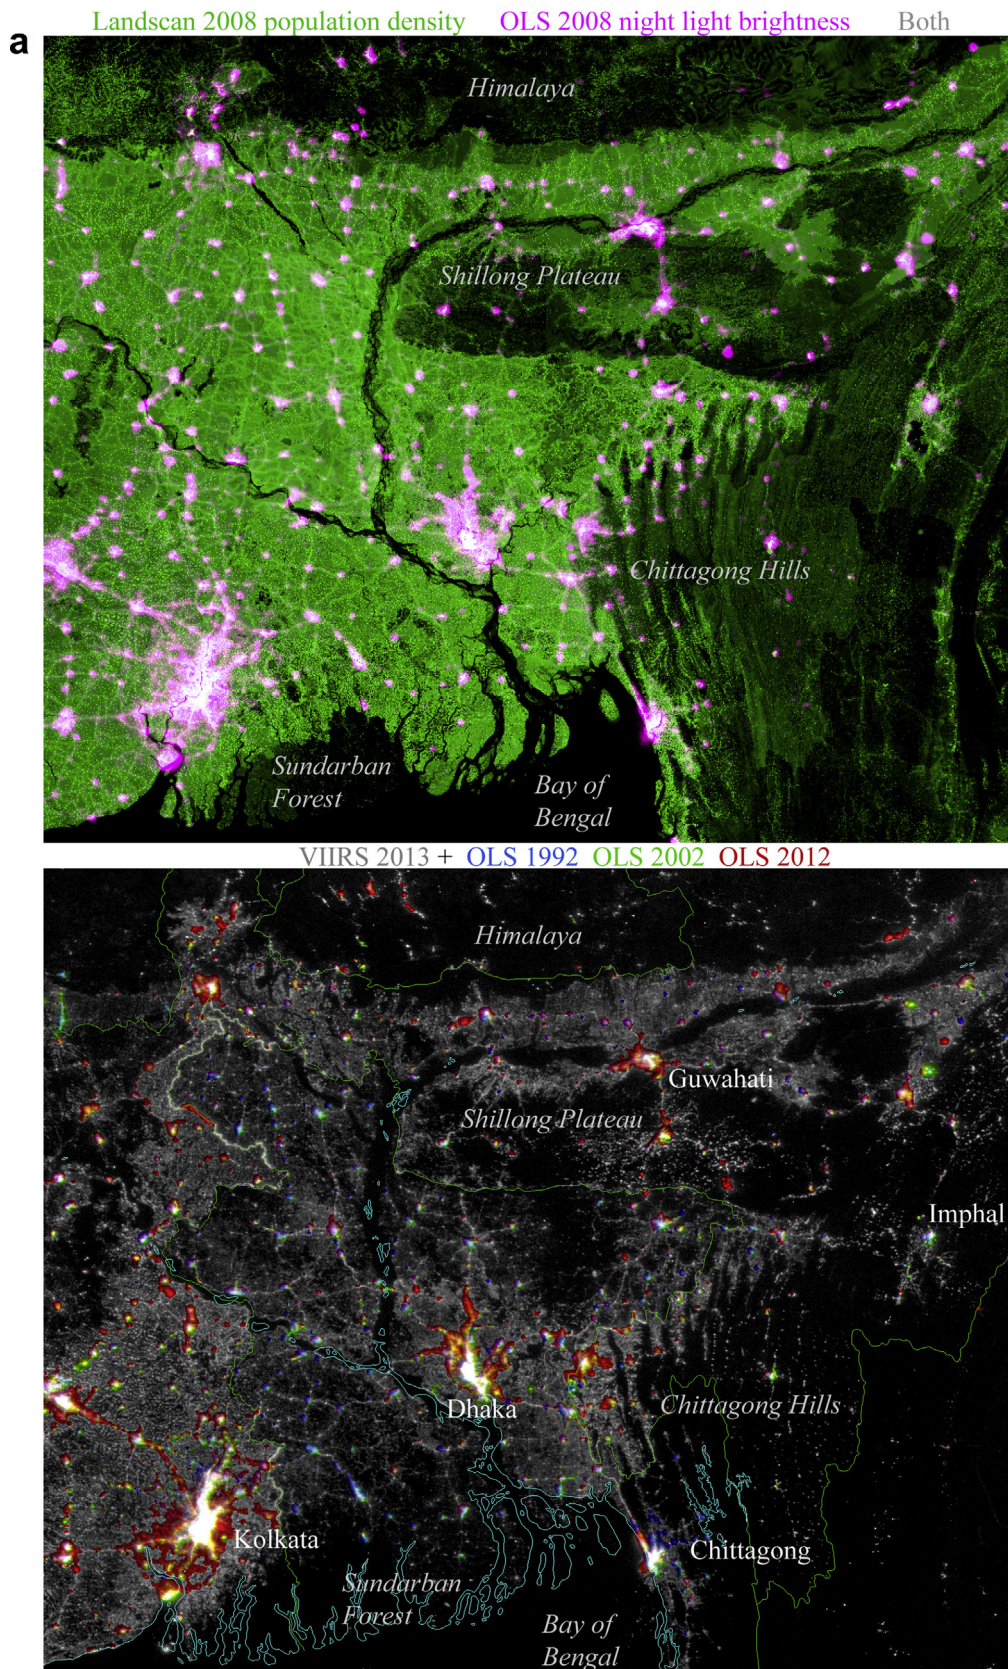 Landscan 2008 population density OLS 2008 night light brightness Both
a
Himalaya
Shillong Plateau
Chittagong Hills
Sundarban
Forest
Bay of
Bengal
VIIRS 2013 + OLS 1992 OLS 2002 OLS 2012
Himalaya
Guwahati
Shillong Plateau
Imphal
Dhaka
Chittagong Hills
Kolkata
Chittagong
Sundarban
Forest
Bay of
Bengal